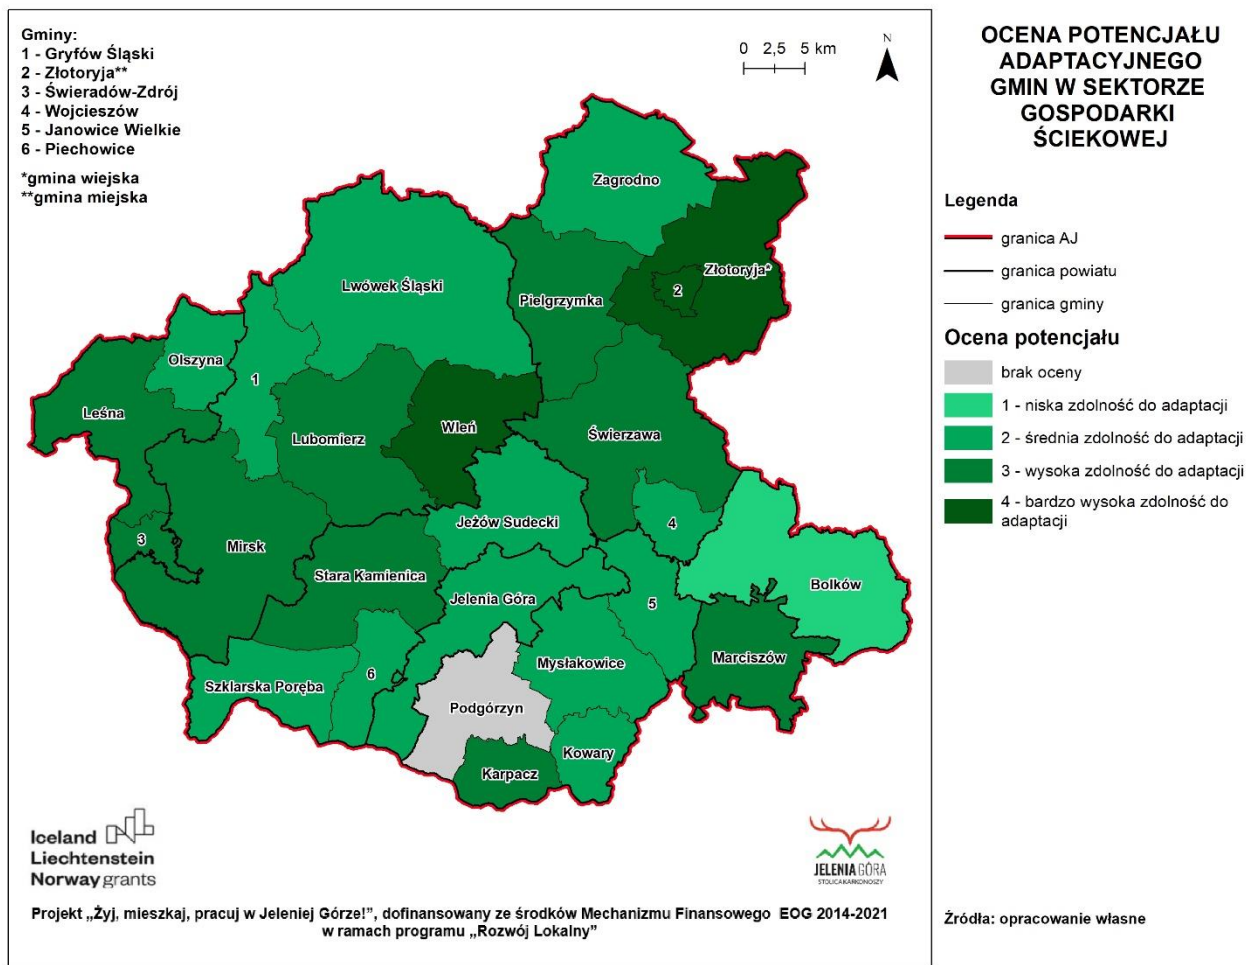 Gminy:
1 - Gryfów Śląski
2 - Złotoryja**
3 - Świeradów-Zdrój
4 - Wojcieszów
5 - Janowice Wielkie
6 - Piechowice
*gmina wiejska
**gmina miejska
0 2,5 5 km
N
Zagrodno
Złotoryja*
2
Lwówek Śląski
Pielgrzymka
Olszyna
1
Leśna
Lubomierz
Wleń
Świerzawa
Jeżów Sudecki
4
3
Mirsk
Stara Kamienica
Jelenia Góra
5
Bolków
Mysłakowice
Marciszów
Szklarska Poręba
6
Podgórzyn
Kowary
Karpacz
Iceland
Liechtenstein
Norway grants
JELENIA GÓRA
STOLICA KARKONOSZY
Projekt „Żyj, mieszkaj, pracuj w Jeleniej Górze!”, dofinansowany ze środków Mechanizmu Finansowego EOG 2014-2021
w ramach programu „Rozwój Lokalny”
OCENA POTENCJAŁU
ADAPTACYJNEGO
GMIN W SEKTORZE
GOSPODARKI
ŚCIEKOWEJ
Legenda
granica AJ
granica powiatu
granica gminy
Ocena potencjału
brak oceny
1 - niska zdolność do adaptacji
2 - średnia zdolność do adaptacji
3 - wysoka zdolność do adaptacji
4 - bardzo wysoka zdolność do
adaptacji
Źródła: opracowanie własne